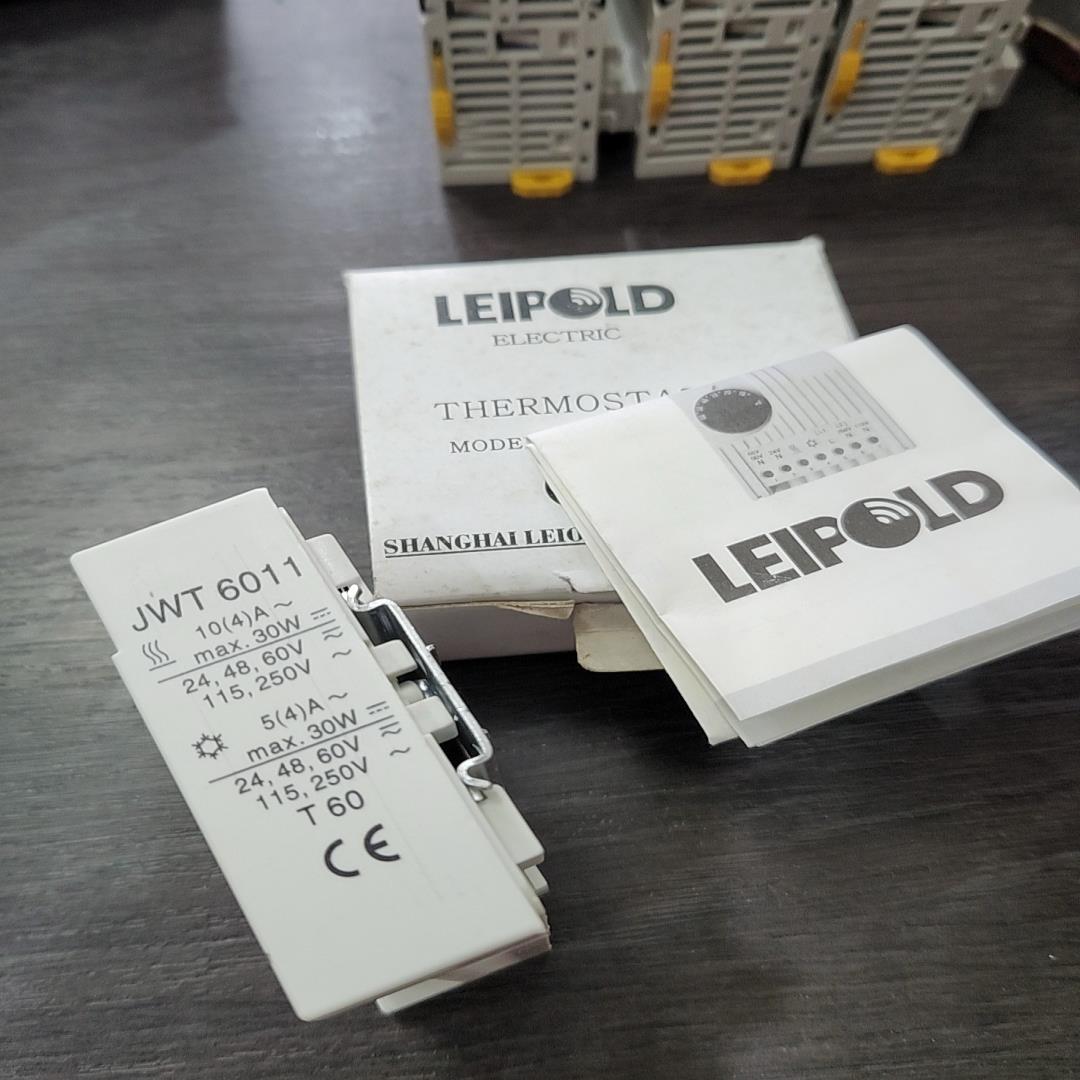 LEIPOLD
ELECTRIC
THERMOSTA
MODE
SHANGHAI LEIO
LEIPOLD
JWT 6011
10(4)A ~
max. 30W ⎓
24, 48, 60V ≂
115, 250V ~
5(4)A ~
max. 30W ⎓
24, 48, 60V ≂
115, 250V ~
T 60
CE